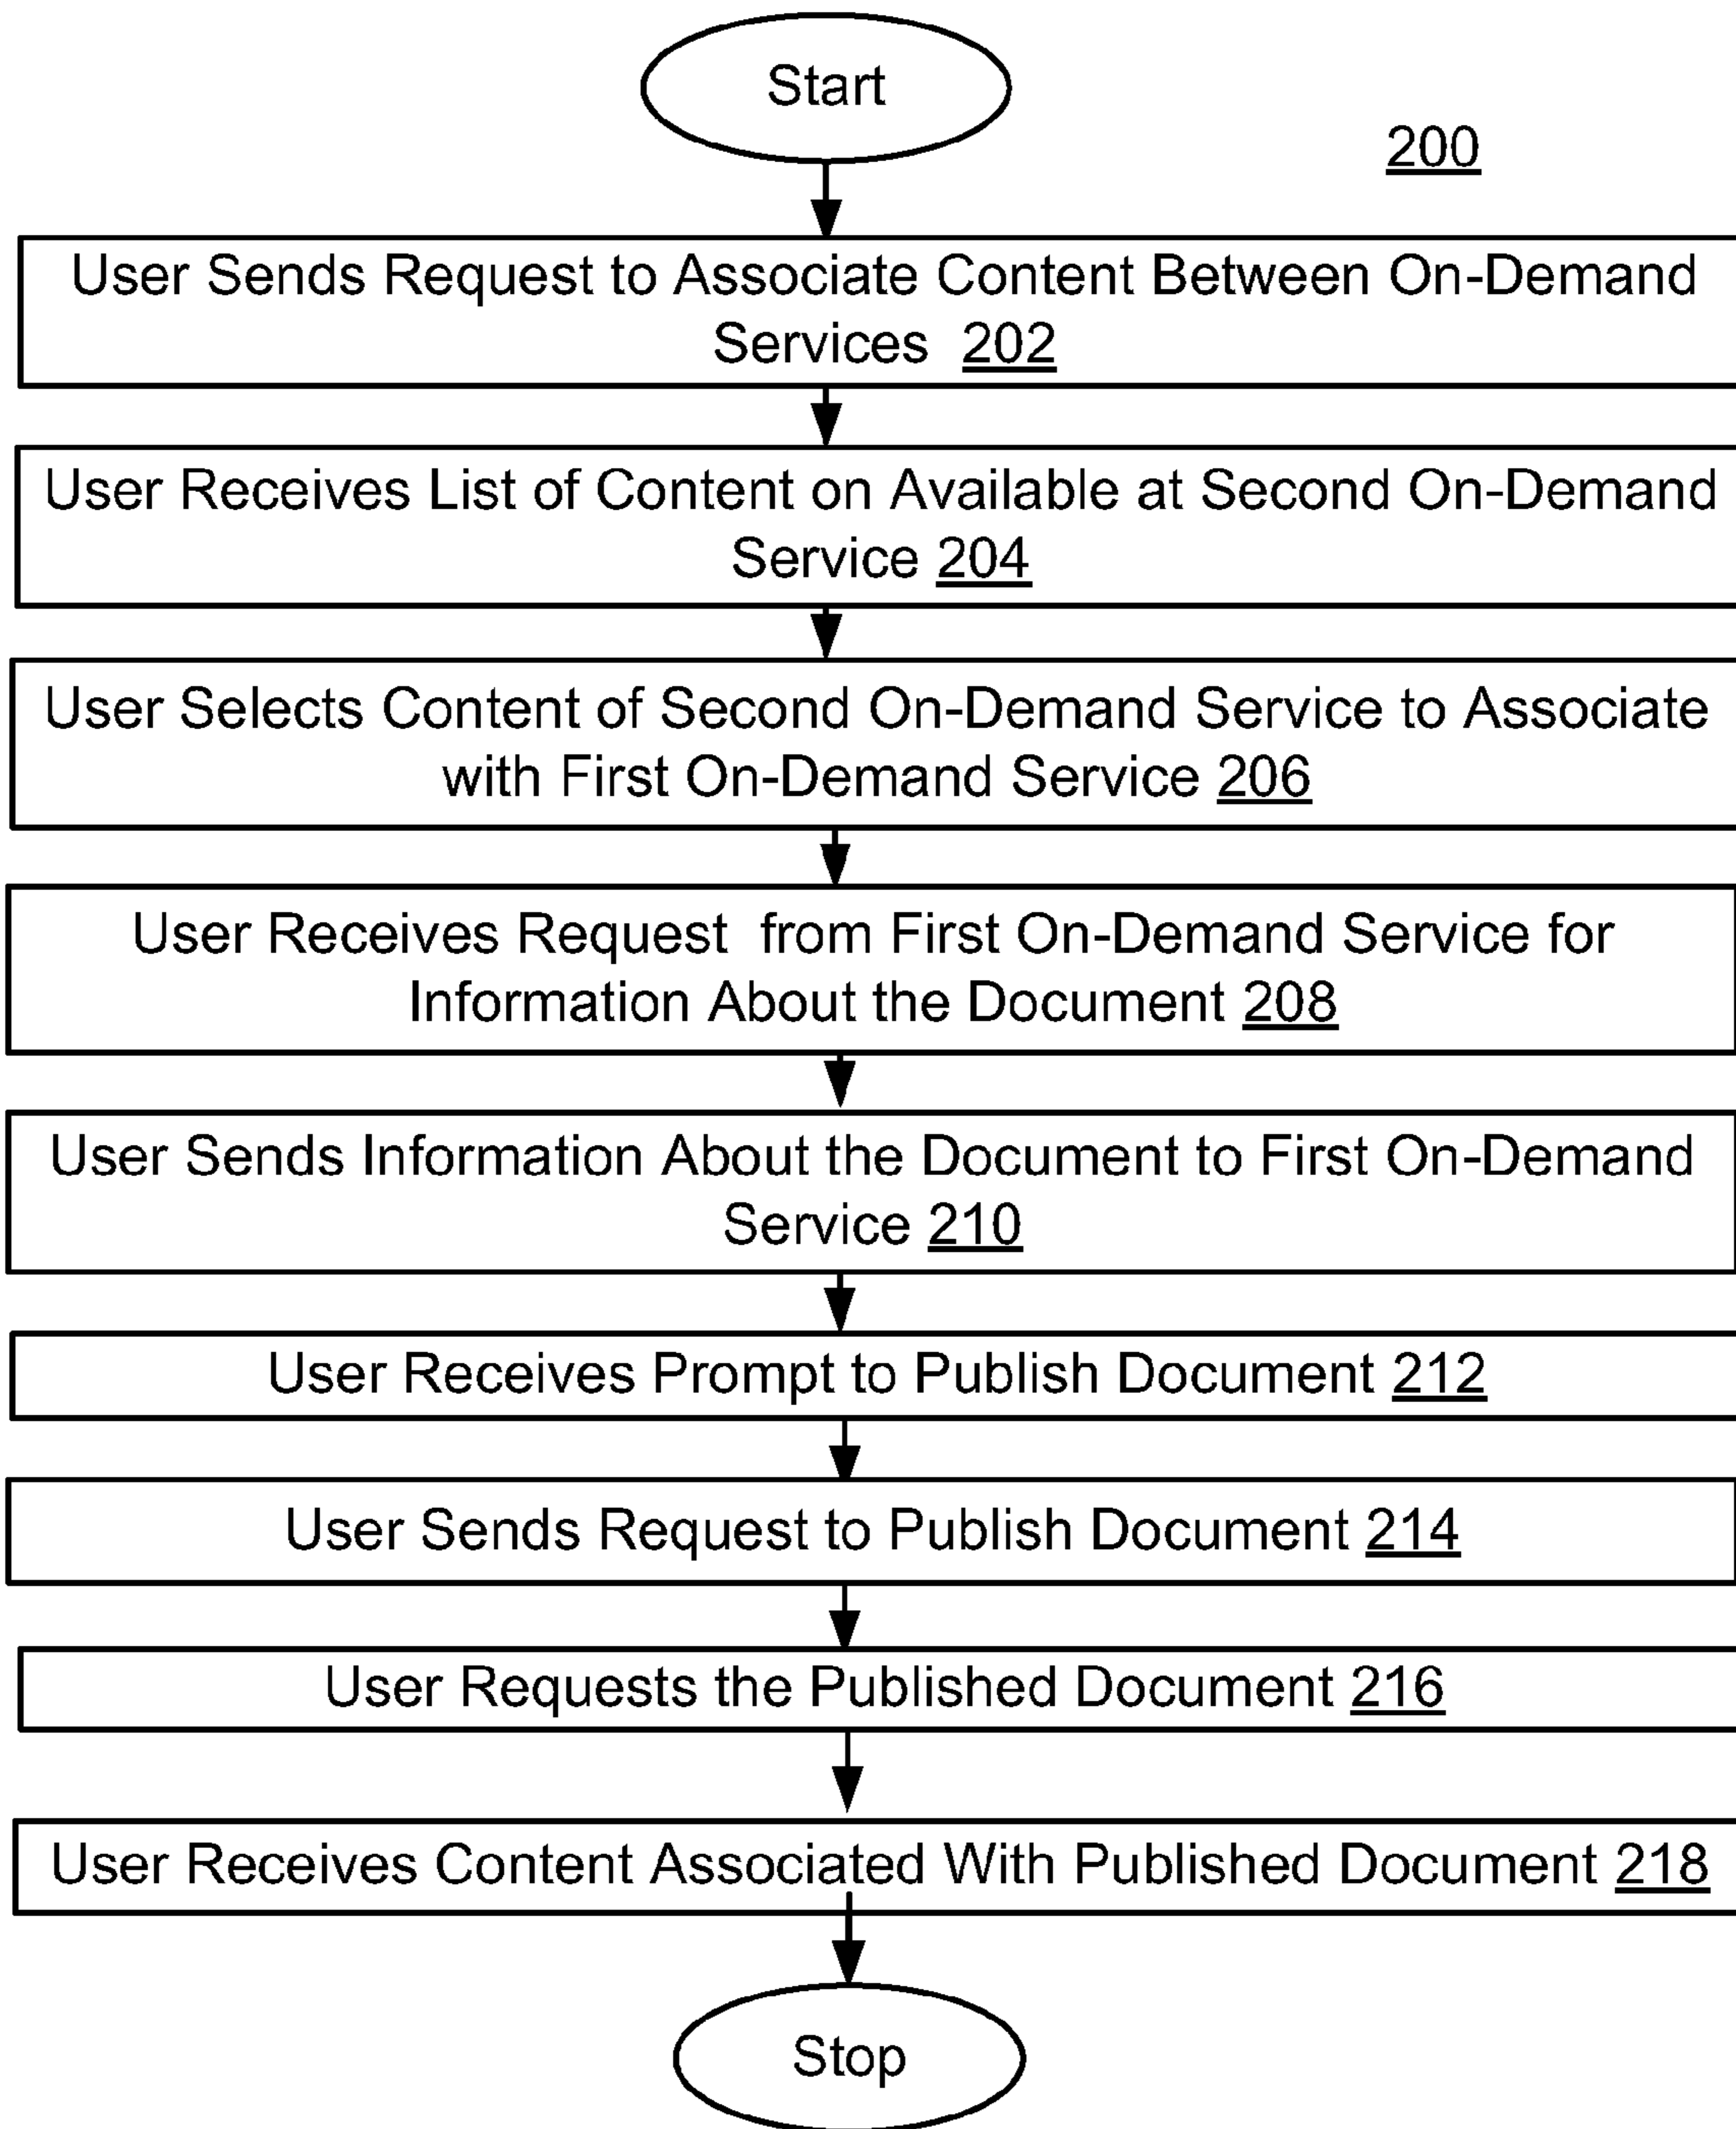 Start
200
User Sends Request to Associate Content Between On-Demand
Services 202
User Receives List of Content on Available at Second On-Demand
Service 204
User Selects Content of Second On-Demand Service to Associate
with First On-Demand Service 206
User Receives Request from First On-Demand Service for
Information About the Document 208
User Sends Information About the Document to First On-Demand
Service 210
User Receives Prompt to Publish Document 212
User Sends Request to Publish Document 214
User Requests the Published Document 216
User Receives Content Associated With Published Document 218
Stop